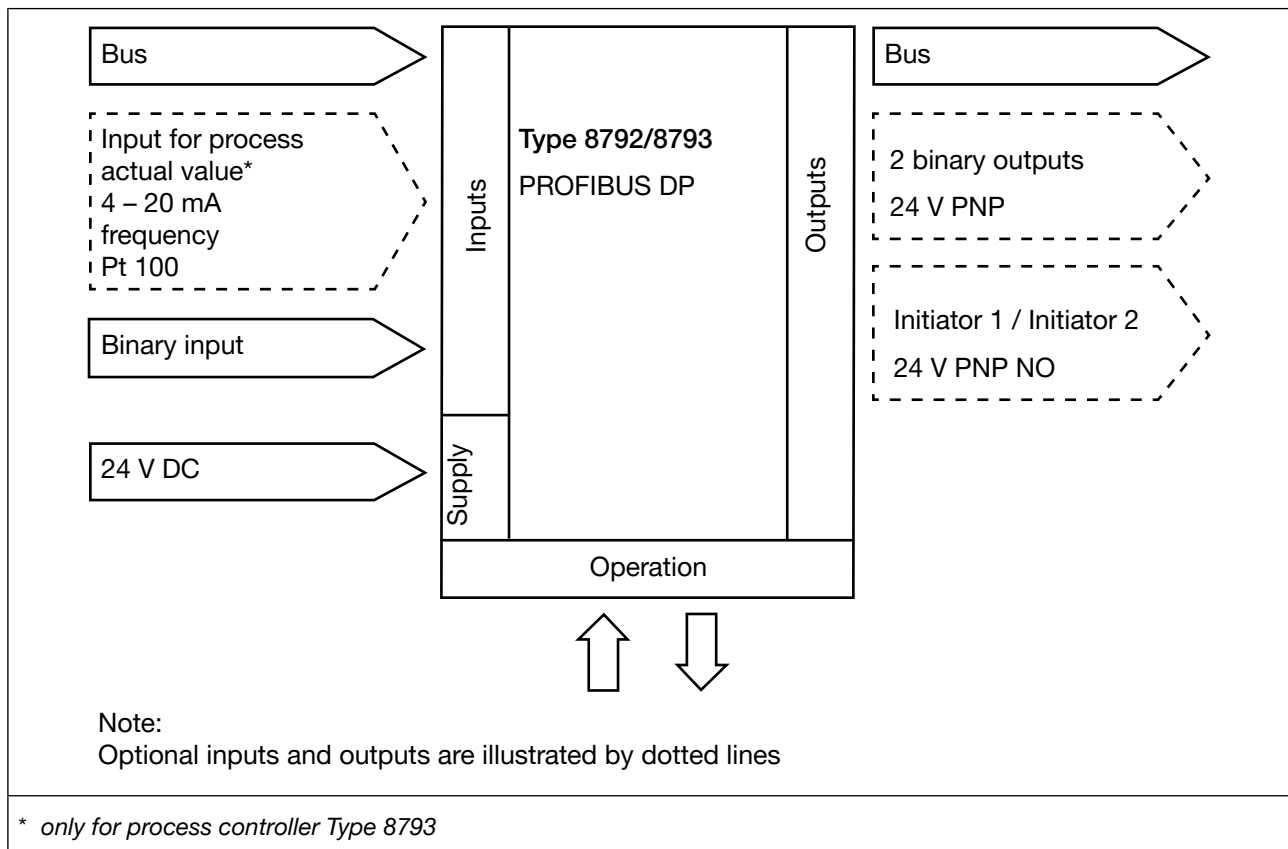 Bus
Input for process
actual value*
4 – 20 mA
frequency
Pt 100
Binary input
24 V DC
Inputs
Supply
Type 8792/8793
PROFIBUS DP
Outputs
Operation
Bus
2 binary outputs
24 V PNP
Initiator 1 / Initiator 2
24 V PNP NO
Note:
Optional inputs and outputs are illustrated by dotted lines
* only for process controller Type 8793